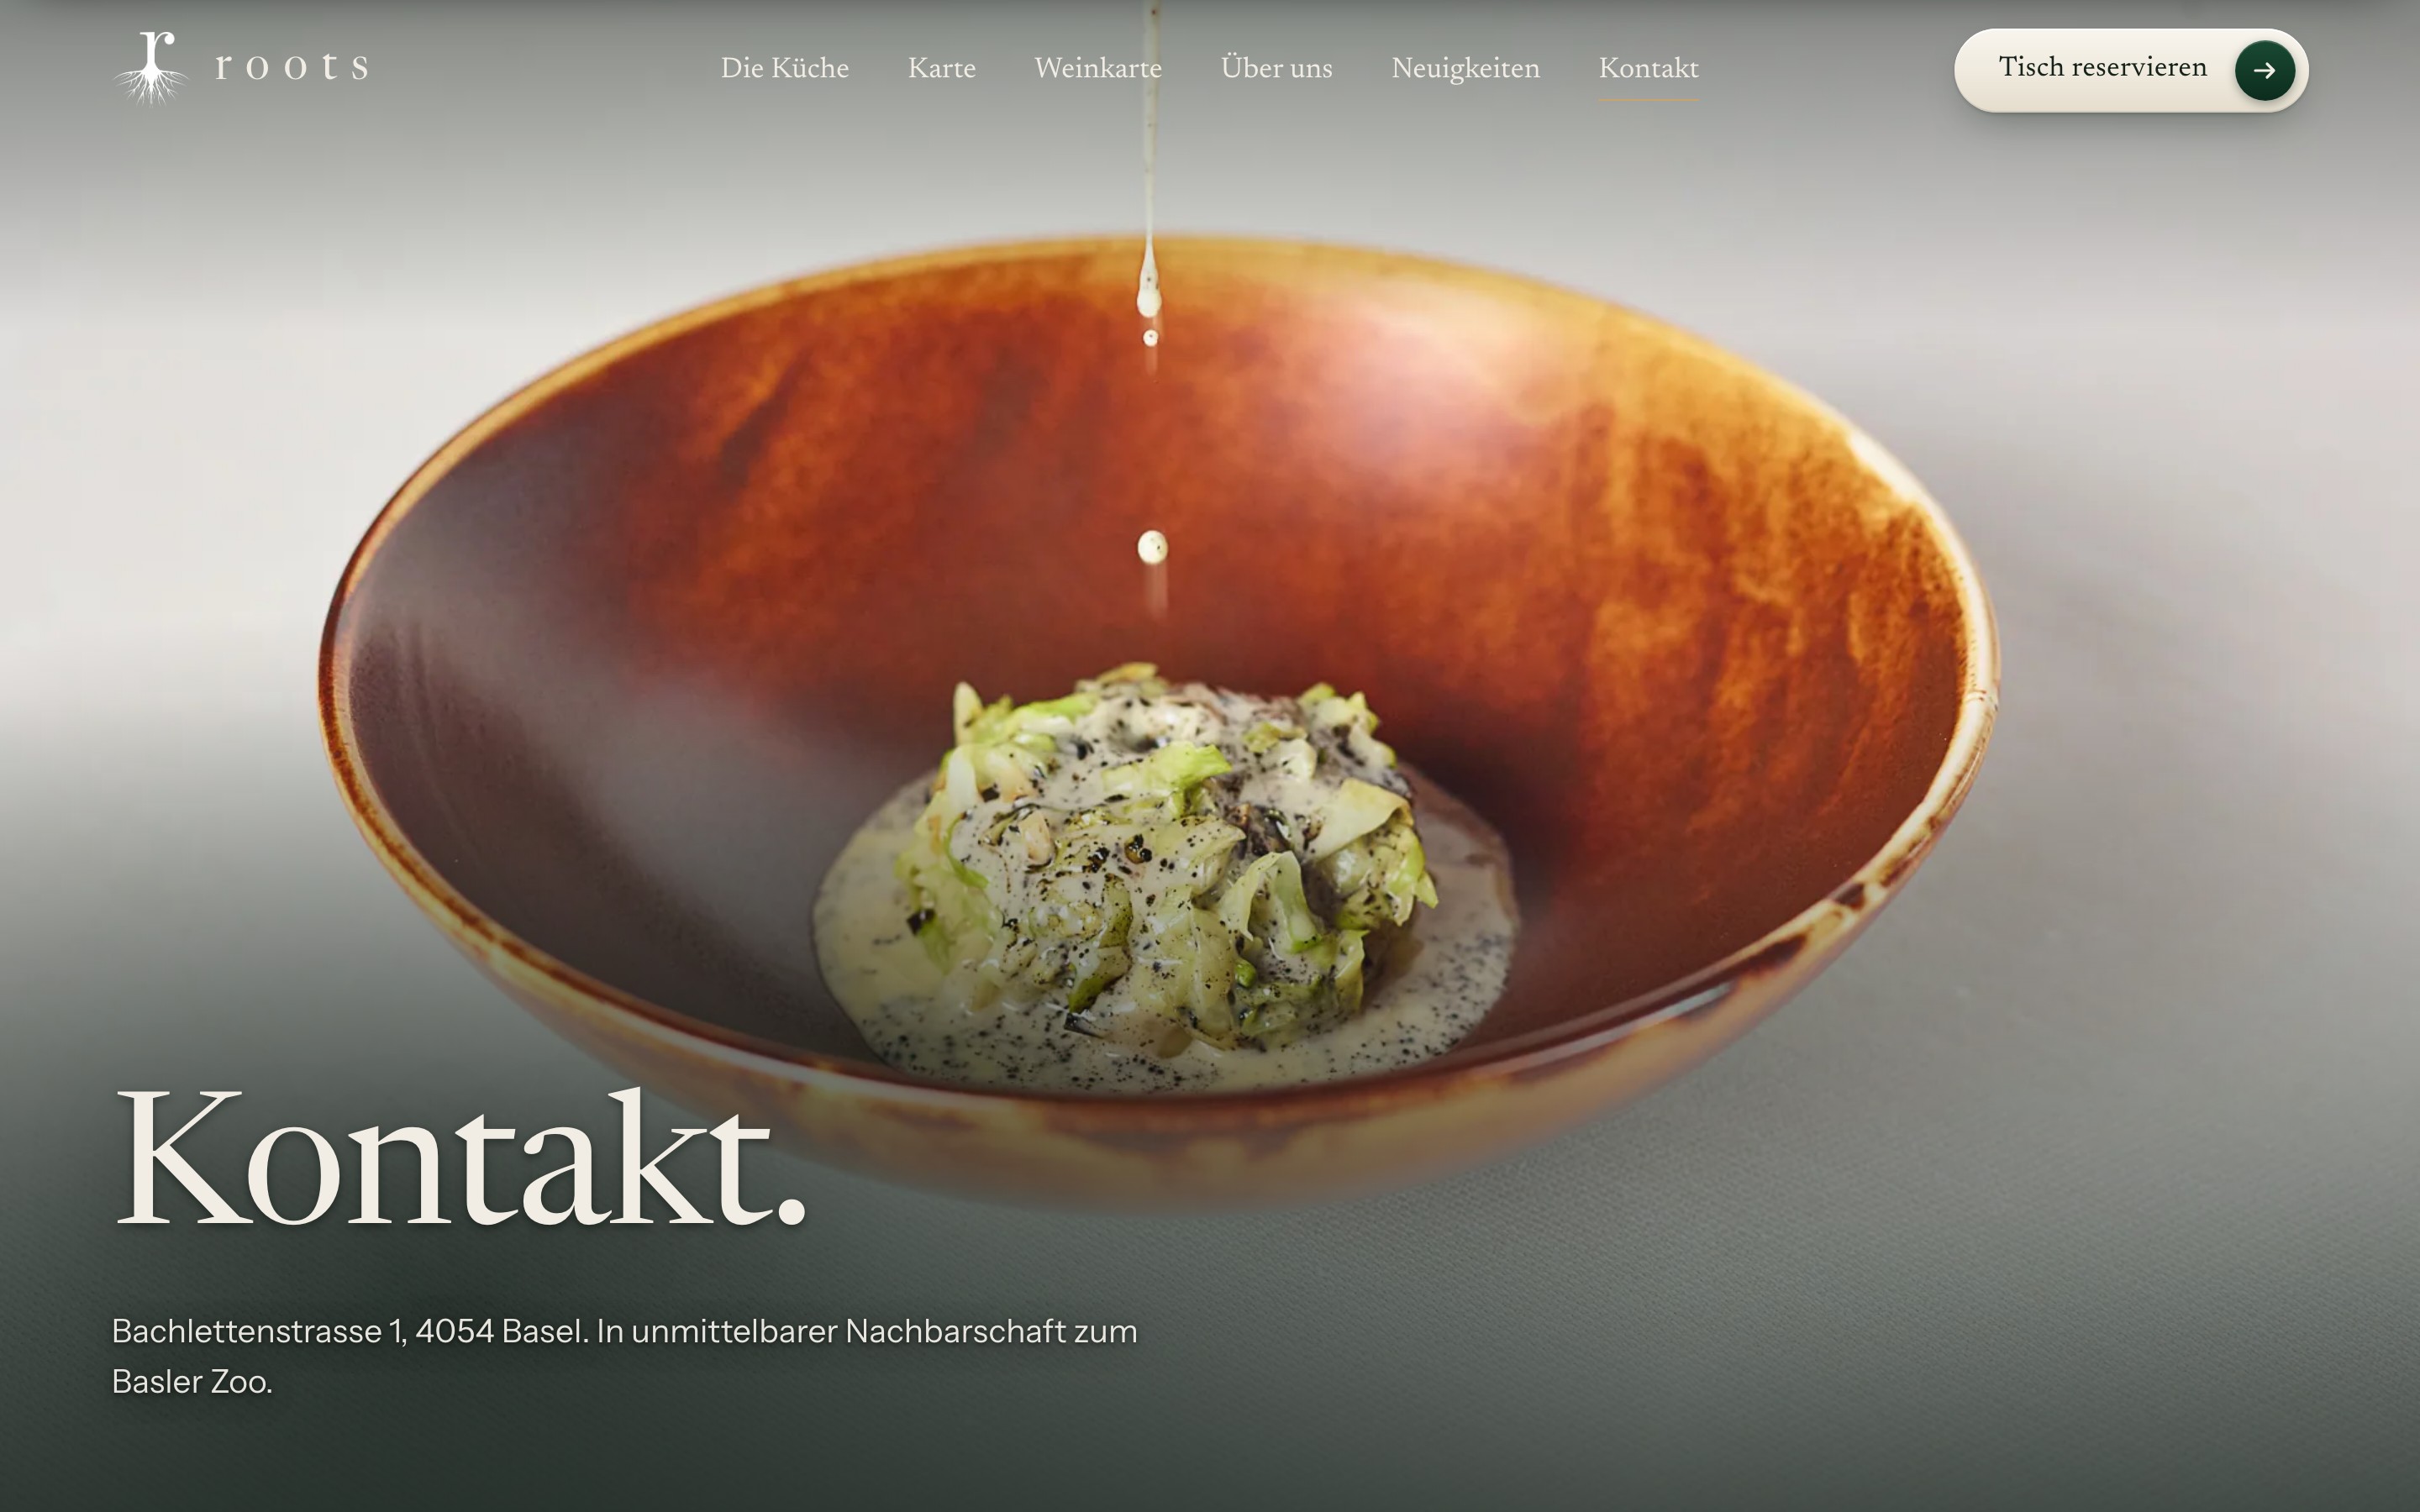 r roots
Die Küche
Karte
Weinkarte
Über uns
Neuigkeiten
Kontakt
Tisch reservieren
Kontakt.
Bachlettenstrasse 1, 4054 Basel. In unmittelbarer Nachbarschaft zum
Basler Zoo.